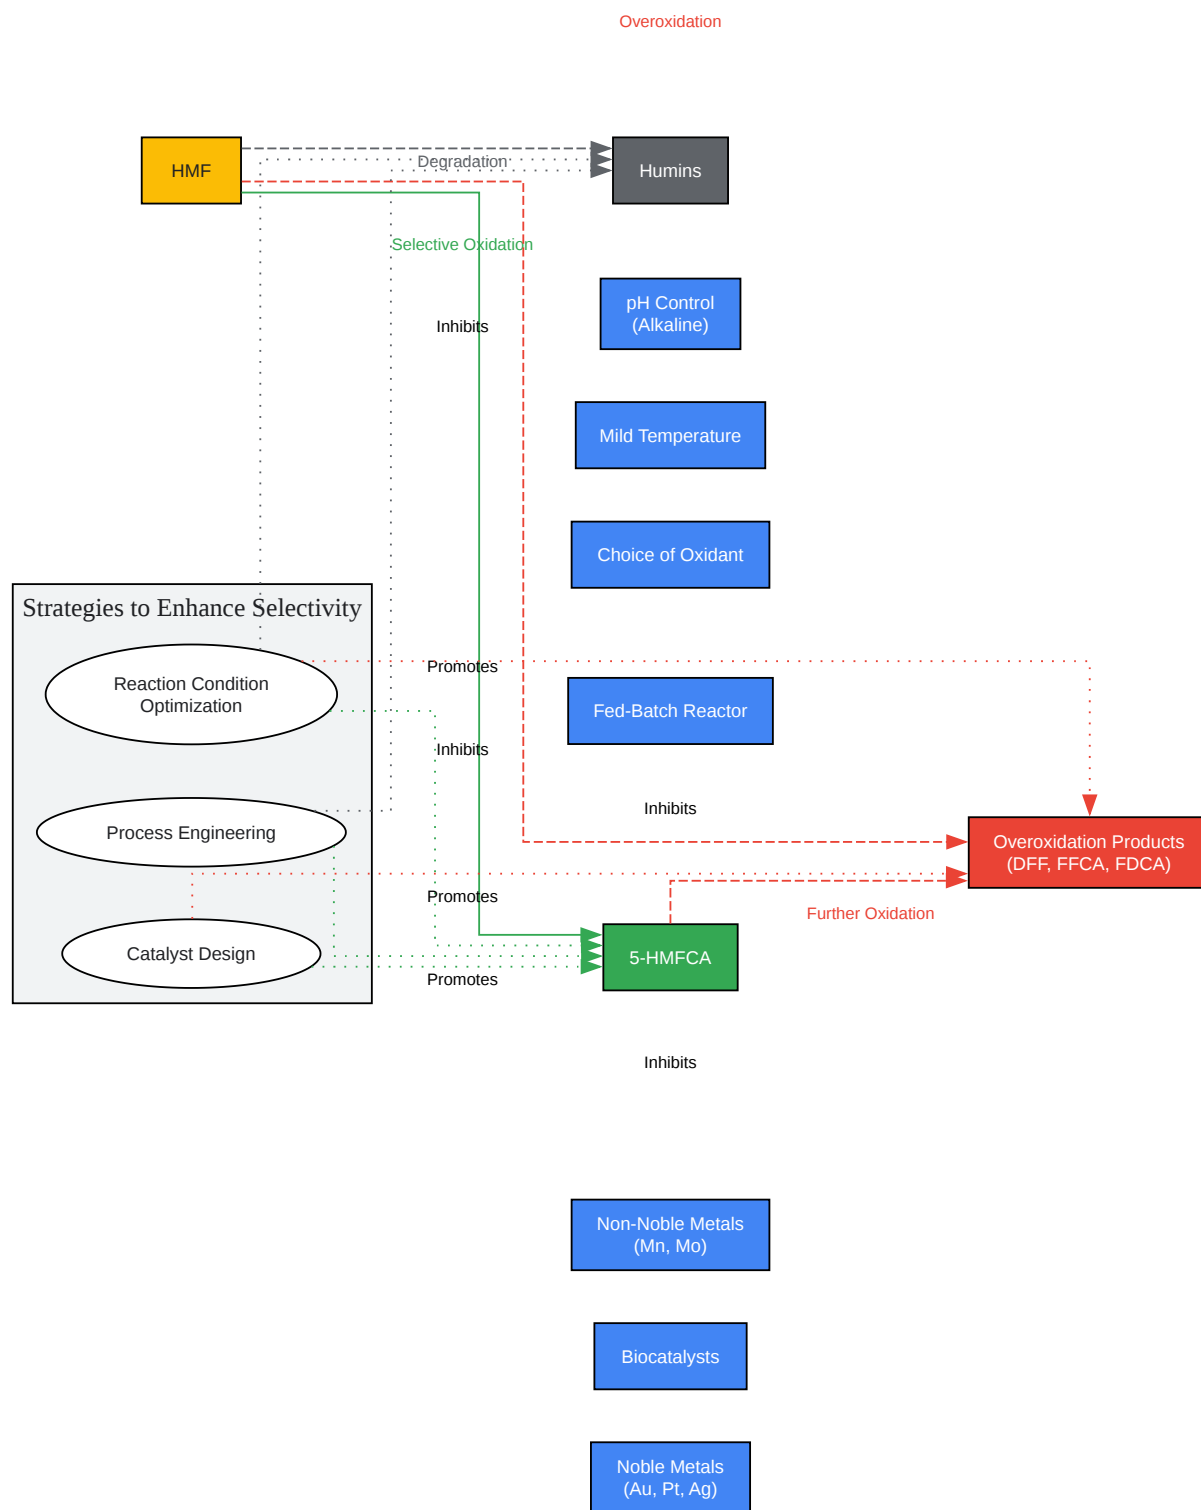 Overoxidation
HMF
Degradation
Humins
Selective Oxidation
pH Control
(Alkaline)
Inhibits
Mild Temperature
Choice of Oxidant
Strategies to Enhance Selectivity
Reaction Condition
Optimization
Promotes
Fed-Batch Reactor
Inhibits
Inhibits
Process Engineering
Overoxidation Products
(DFF, FFCA, FDCA)
Promotes
Further Oxidation
Catalyst Design
5-HMFCA
Promotes
Inhibits
Non-Noble Metals
(Mn, Mo)
Biocatalysts
Noble Metals
(Au, Pt, Ag)